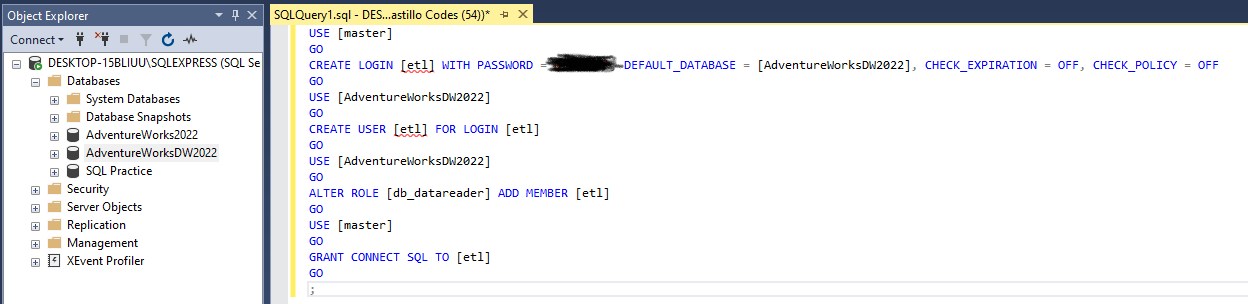 Object Explorer
Connect
DESKTOP-15BLIUU\SQLEXPRESS (SQL Se
Databases
System Databases
Database Snapshots
AdventureWorks2022
AdventureWorksDW2022
SQL Practice
Security
Server Objects
Replication
Management
XEvent Profiler
SQLQuery1.sql - DES...astillo Codes (54))*
USE [master]
GO
CREATE LOGIN [etl] WITH PASSWORD = DEFAULT_DATABASE = [AdventureWorksDW2022], CHECK_EXPIRATION = OFF, CHECK_POLICY = OFF
GO
USE [AdventureWorksDW2022]
GO
CREATE USER [etl] FOR LOGIN [etl]
GO
USE [AdventureWorksDW2022]
GO
ALTER ROLE [db_datareader] ADD MEMBER [etl]
GO
USE [master]
GO
GRANT CONNECT SQL TO [etl]
GO
;